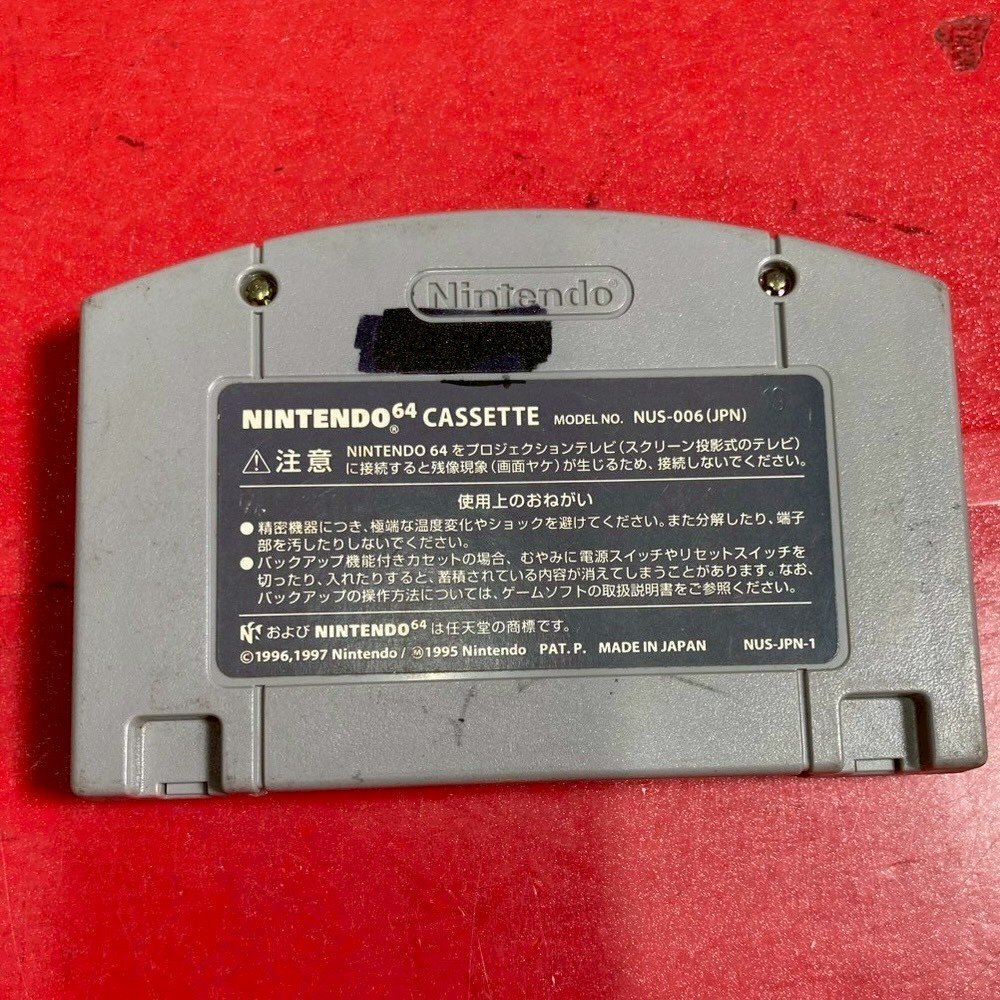 Nintendo
NINTENDO64® CASSETTE MODEL NO. NUS-006(JPN)
⚠注意 NINTENDO 64をプロジェクションテレビ(スクリーン投影式のテレビ)
に接続すると残像現象(画面ヤケ)が生じるため、接続しないでください。
使用上のおねがい
●精密機器につき、極端な温度変化やショックを避けてください。また分解したり、端子
部を汚したりしないでください。
●バックアップ機能付きカセットの場合、むやみに電源スイッチやリセットスイッチを
切ったり、入れたりすると、蓄積されている内容が消えてしまうことがあります。なお、
バックアップの操作方法については、ゲームソフトの取扱説明書をご参照ください。
および NINTENDO64 は任天堂の商標です。
©1996,1997 Nintendo/Ⓜ1995 Nintendo PAT. P. MADE IN JAPAN NUS-JPN-1